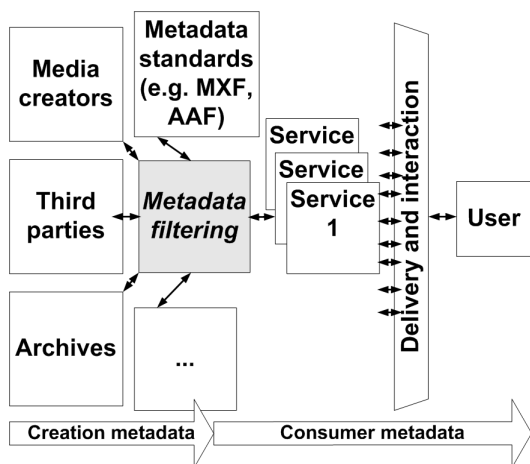 Media
creators
Metadata
standards
(e.g. MXF,
AAF)
Third
parties
Metadata
filtering
Service
Service
Service
1
Delivery and interaction
User
Archives
...
Creation metadata
Consumer metadata